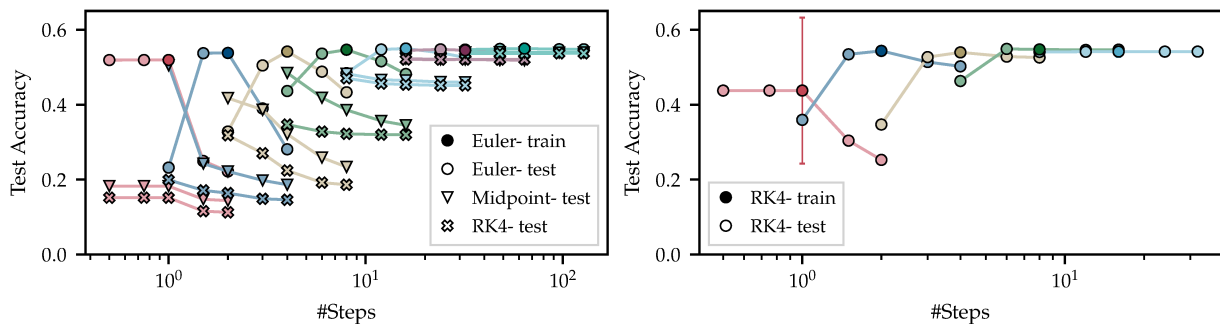 0.6
0.4
0.2
0.0
Test Accuracy
10^0
10^1
10^2
#Steps
Euler- train
Euler- test
Midpoint- test
RK4- test
0.6
0.4
0.2
0.0
Test Accuracy
10^0
10^1
#Steps
RK4- train
RK4- test